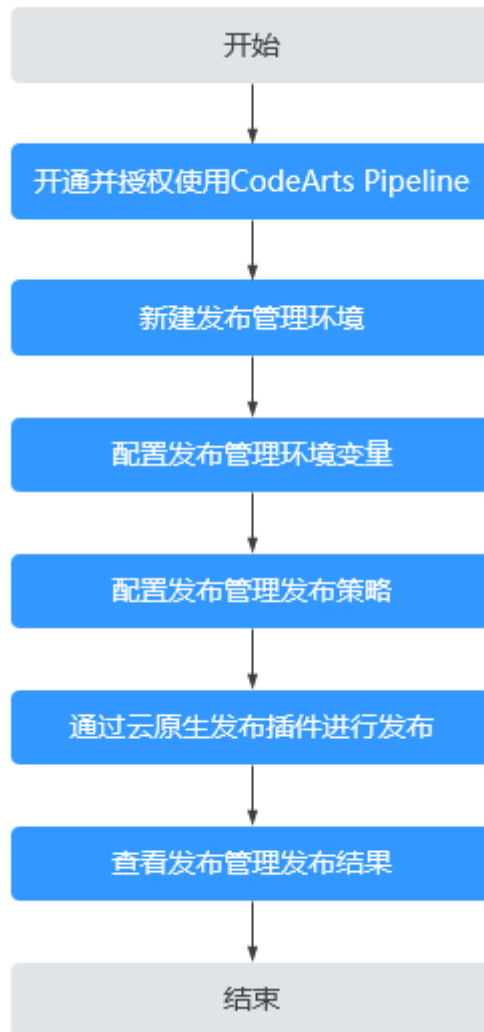 开始
开通并授权使用CodeArts Pipeline
新建发布管理环境
配置发布管理环境变量
配置发布管理发布策略
通过云原生发布插件进行发布
查看发布管理发布结果
结束